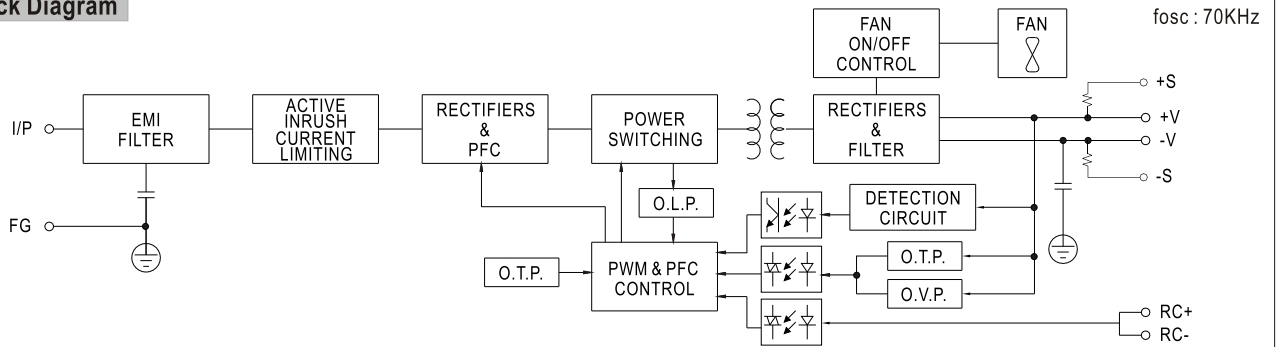 ck Diagram
fosc : 70KHz
FAN
ON/OFF
CONTROL
FAN
I/P
EMI
FILTER
ACTIVE
INRUSH
CURRENT
LIMITING
RECTIFIERS
&
PFC
POWER
SWITCHING
RECTIFIERS
&
FILTER
+S
+V
-V
-S
FG
O.L.P.
DETECTION
CIRCUIT
O.T.P.
PWM & PFC
CONTROL
O.T.P.
O.V.P.
RC+
RC-